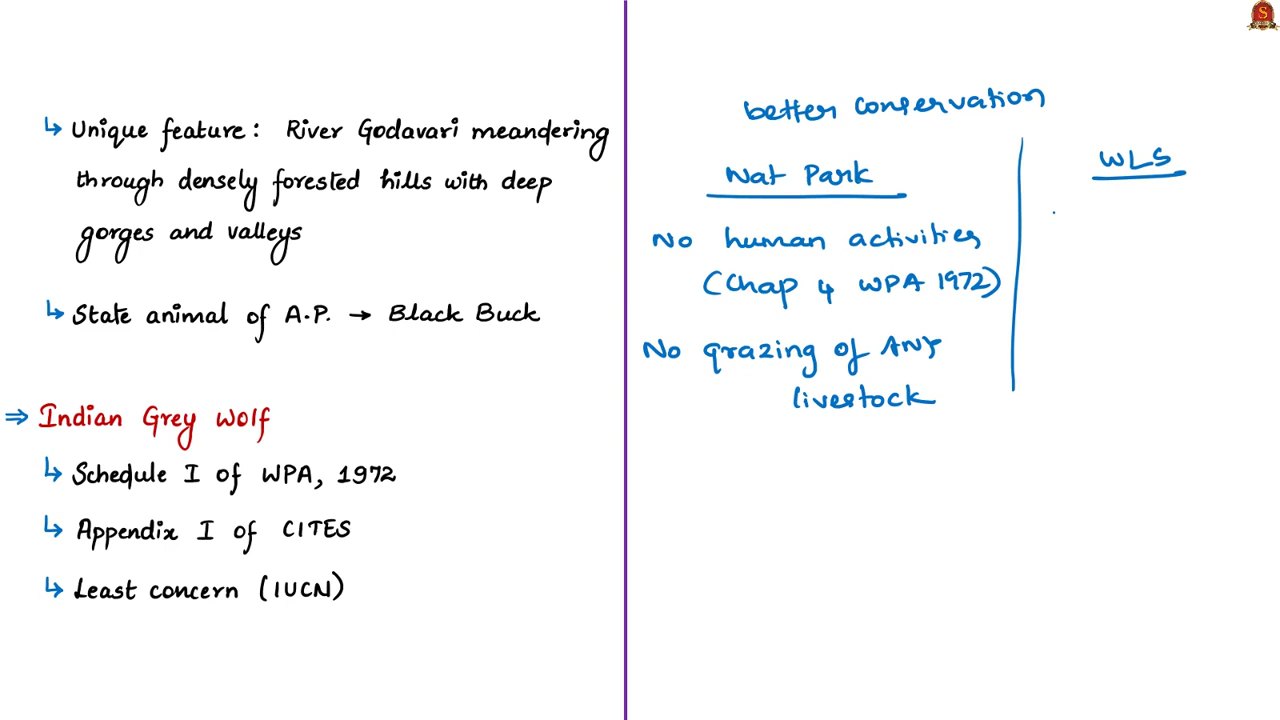 ↳ Unique feature: River Godavari meandering
through densely forested hills with deep
gorges and valleys
↳ State animal of A.P. → Black Buck
⇒ Indian Grey Wolf
↳ Schedule I of WPA, 1972
↳ Appendix I of CITES
↳ Least concern (IUCN)
better conservation
Nat Park
No human activities
(Chap 4 WPA 1972)
No grazing of ANY
livestock
WLS
S